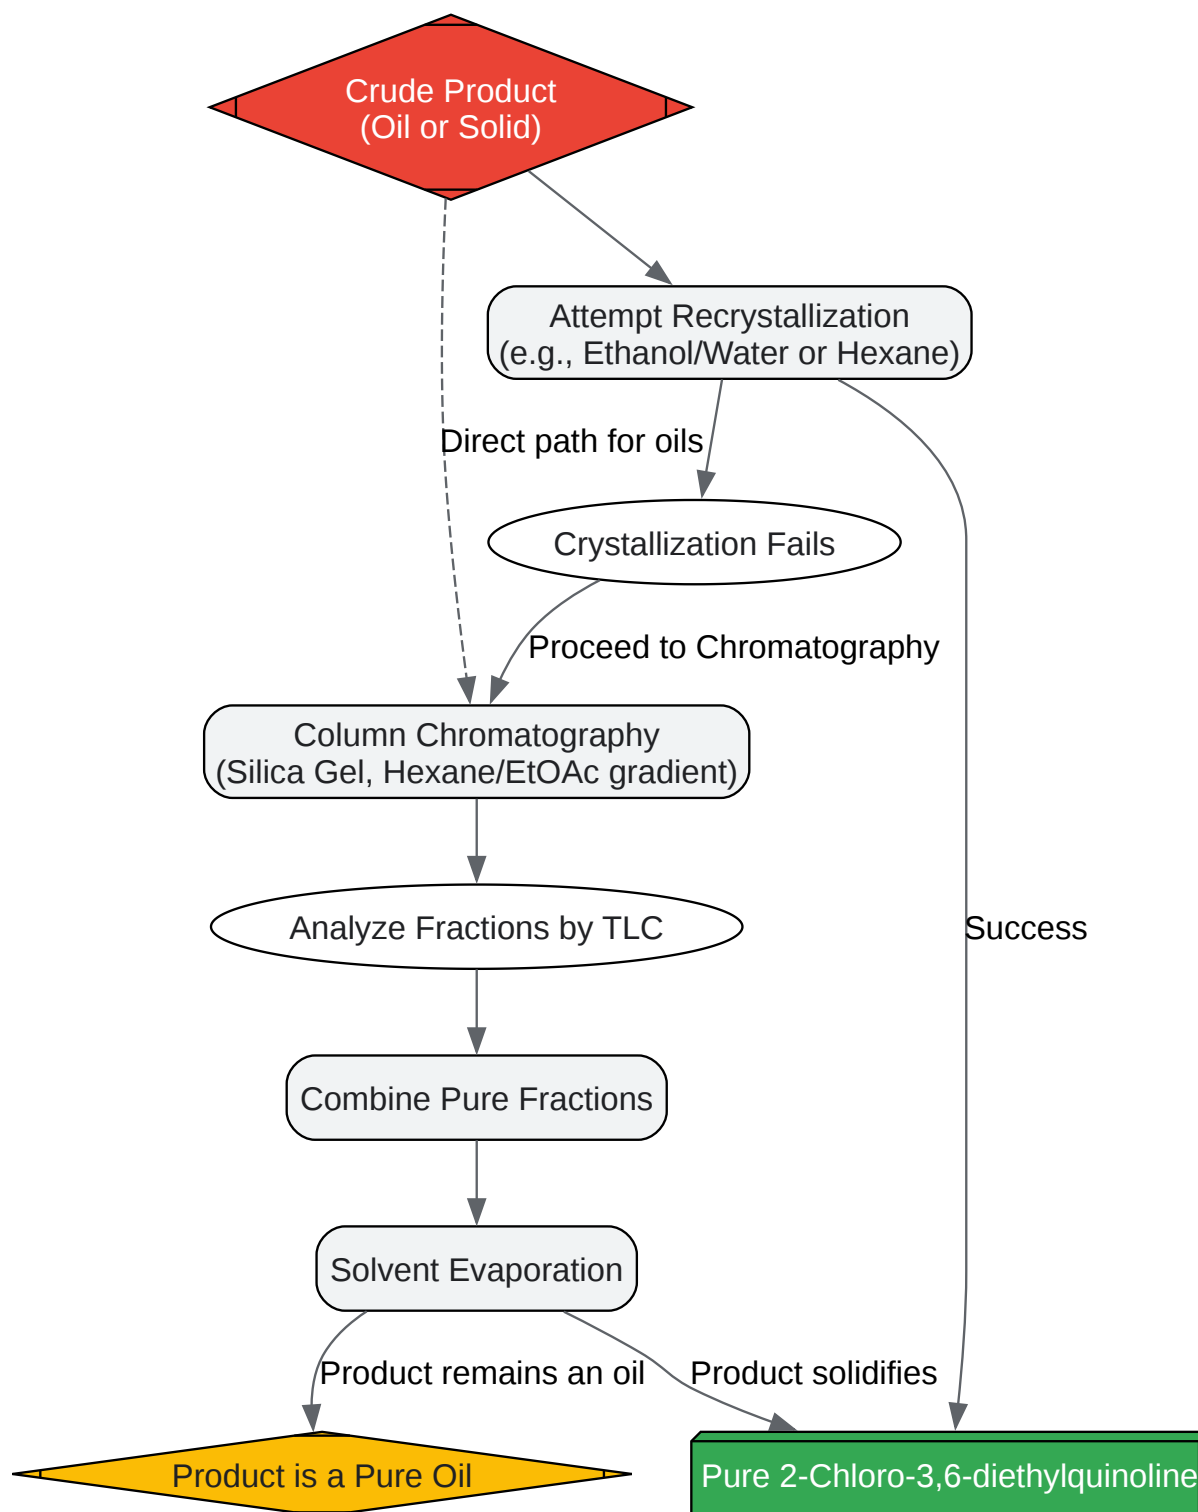 Crude Product
(Oil or Solid)
Attempt Recrystallization
(e.g., Ethanol/Water or Hexane)
Direct path for oils
Crystallization Fails
Proceed to Chromatography
Column Chromatography
(Silica Gel, Hexane/EtOAc gradient)
Analyze Fractions by TLC
Success
Combine Pure Fractions
Solvent Evaporation
Product remains an oil
Product solidifies
Product is a Pure Oil
Pure 2-Chloro-3,6-diethylquinoline